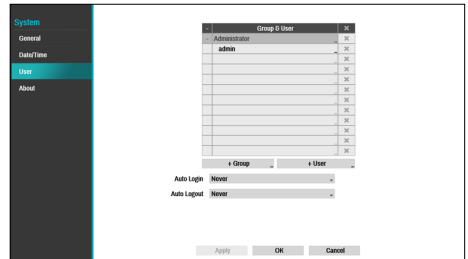 System
General
Date/Time
User
About
- Group & User ×
- Administrator ×
admin ×
×
×
×
×
×
×
×
×
×
×
+ Group + User
Auto Login Never
Auto Logout Never
Apply OK Cancel